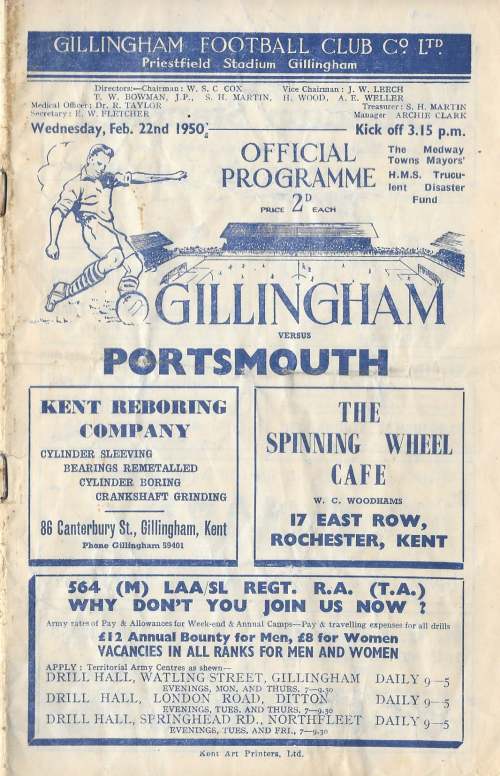 GILLINGHAM FOOTBALL CLUB Co LTD.
Priestfield Stadium Gillingham
Directors:—Chairman: W. S. C COX Vice Chairman: J. W. LEECH
E. W. BOWMAN, J.P., S. H. MARTIN, H. WOOD, A. E. WELLER
Medical Officer: Dr. R. TAYLOR Treasurer: S. H. MARTIN
Secretary: E. W. FLETCHER Manager ARCHIE CLARK
Wednesday, Feb. 22nd 1950 Kick off 3.15 p.m.
OFFICIAL
PROGRAMME
PRICE 2D EACH
The Medway
Towns Mayors'
H.M.S. Trucu-
lent Disaster
Fund
GILLINGHAM
VERSUS
PORTSMOUTH
KENT REBORING
COMPANY
CYLINDER SLEEVING
BEARINGS REMETALLED
CYLINDER BORING
CRANKSHAFT GRINDING
86 Canterbury St., Gillingham, Kent
Phone Gillingham 59401
THE
SPINNING WHEEL
CAFE
W. C. WOODHAMS
17 EAST ROW,
ROCHESTER, KENT
564 (M) LAA/SL REGT. R.A. (T.A.)
WHY DON'T YOU JOIN US NOW ?
Army rates of Pay & Allowances for Week-end & Annual Camps—Pay & travelling expenses for all drills
£12 Annual Bounty for Men, £8 for Women
VACANCIES IN ALL RANKS FOR MEN AND WOMEN
APPLY: Territorial Army Centres as shewn—
DRILL HALL, WATLING STREET, GILLINGHAM DAILY 9—5
EVENINGS, MON, AND THURS. 7—9.30
DRILL HALL, LONDON ROAD, DITTON DAILY 9—5
EVENINGS, TUES. AND THURS. 7—9.30
DRILL HALL, SPRINGHEAD RD., NORTHFLEET DAILY 9—5
EVENINGS, TUES, AND FRI., 7—9.30
Kent Art Printers, Ltd.